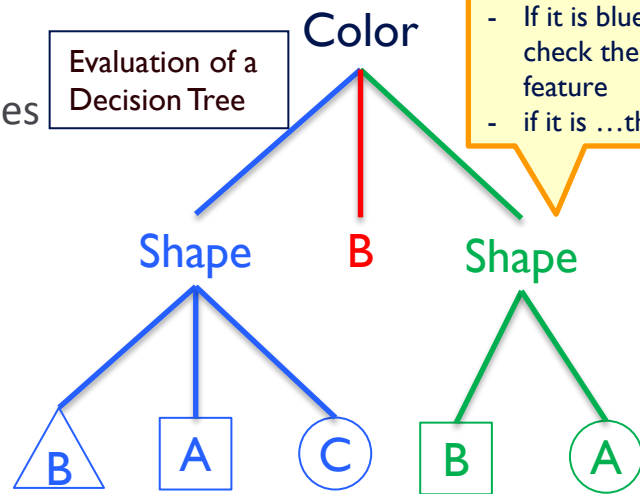 Color
- If it is blue
check the
feature
- if it is …th
Evaluation of a
Decision Tree
es
Shape
B
Shape
B
A
C
B
A